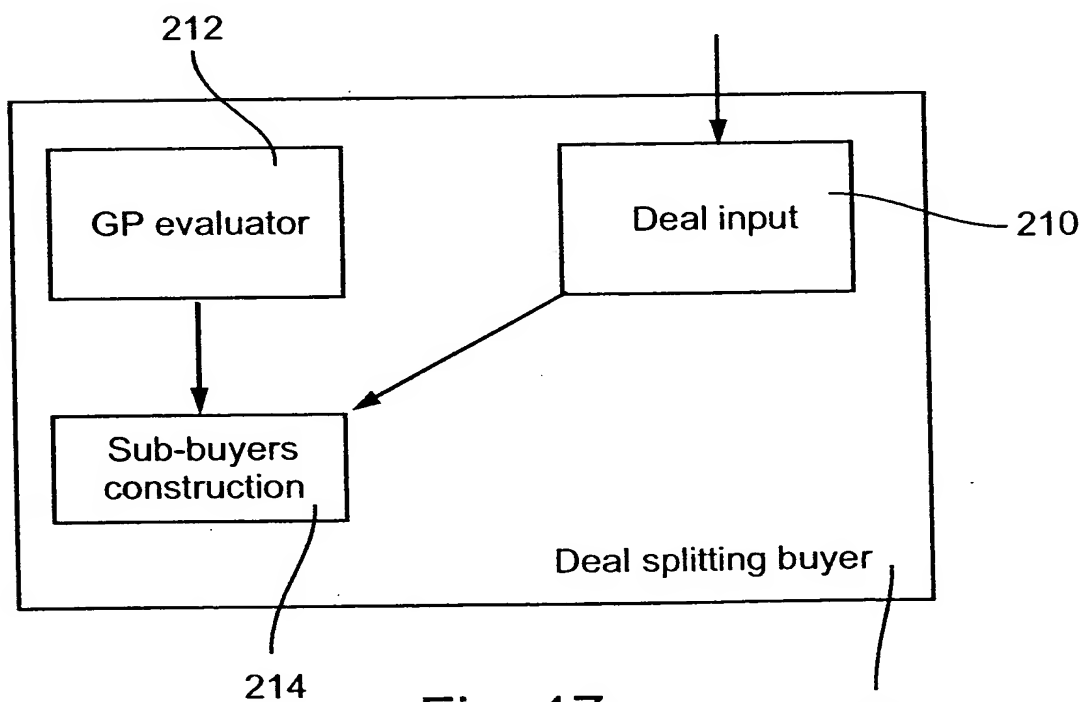 212
GP evaluator
Deal input
210
Sub-buyers
construction
Deal splitting buyer
214